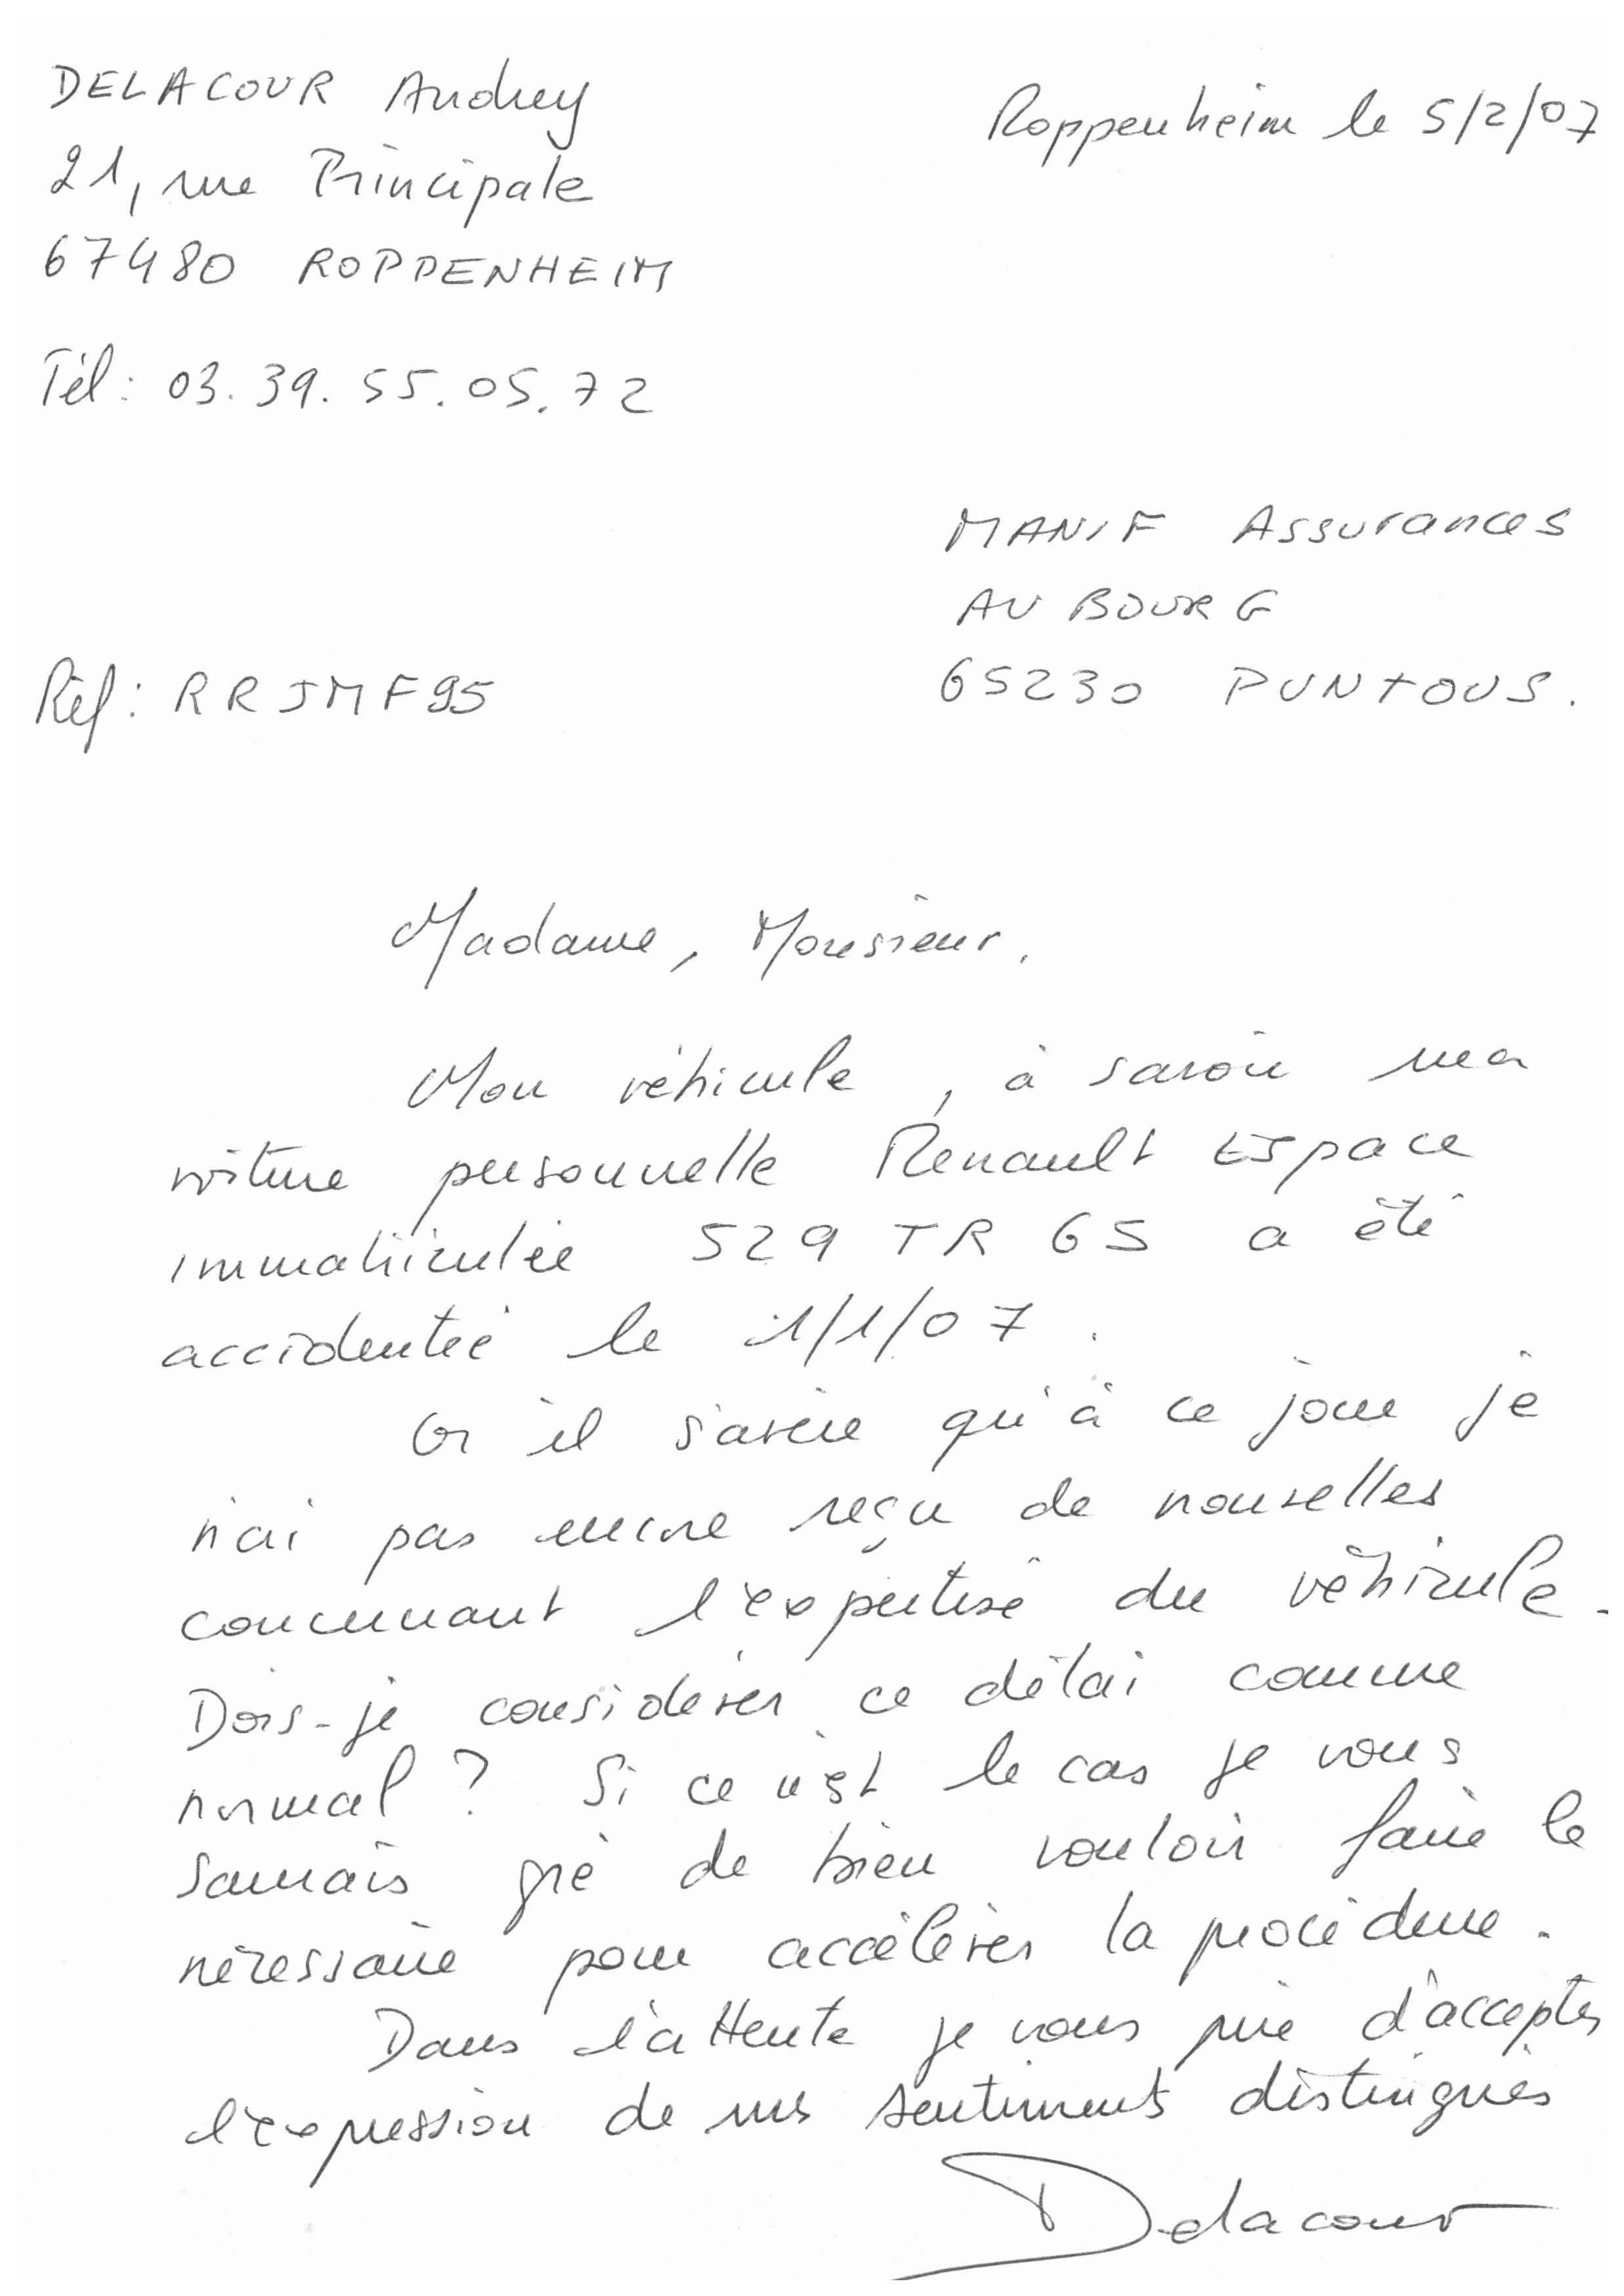 DELACOUR Audrey
Roppenheim le 5/2/07
21, rue Principale
67480 ROPPENHEIM
Tél : 03. 39. 55. 05. 72
MANIF Assurances
AU BOURG
65230 PUNTOUS.
Réf : RRJMF95
Madame, Monsieur,
Mon véhicule, à savoir ma
voiture personnelle Renault Espace
immatriculée 529 TR 65 a été
accidentée le 1/1/07.
Or il s'avère qu'à ce jour je
n'ai pas encore reçu de nouvelles
concernant l'expertise du véhicule.
Dois-je considérer ce délai comme
normal ? Si ce n'est le cas je vous
saurais gré de bien vouloir faire le
nécessaire pour accélérer la procédure.
Dans l'attente je vous prie d'accepter
l'expression de mes sentiments distingués
Delacour